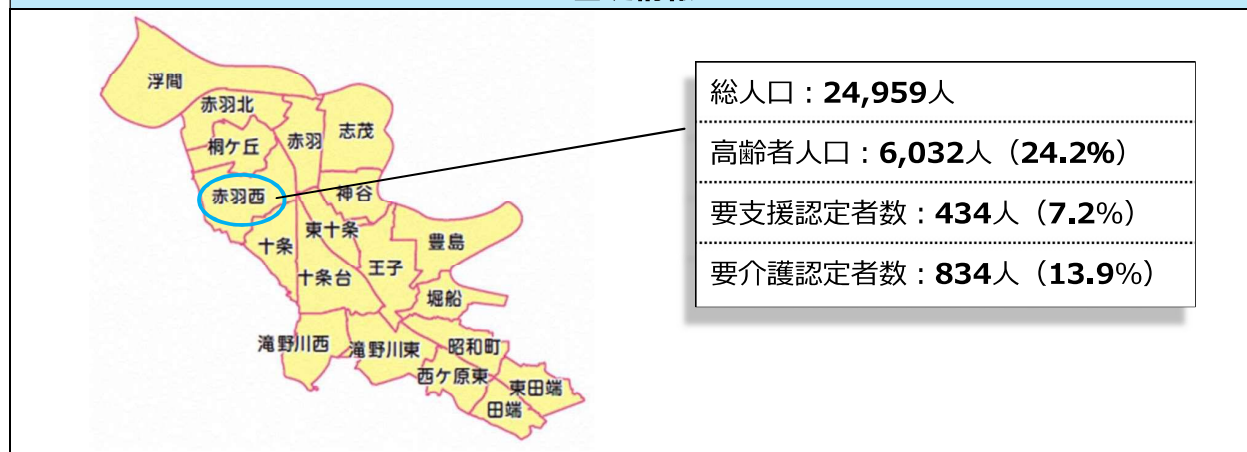 浮間
赤羽北
桐ケ丘
赤羽
志茂
赤羽西
神谷
十条
東十条
豊島
十条台
王子
堀船
滝野川西
滝野川東
昭和町
西ケ原東
東田端
田端
総人口：24,959人
高齢者人口：6,032人（24.2%）
要支援認定者数：434人（7.2%）
要介護認定者数：834人（13.9%）